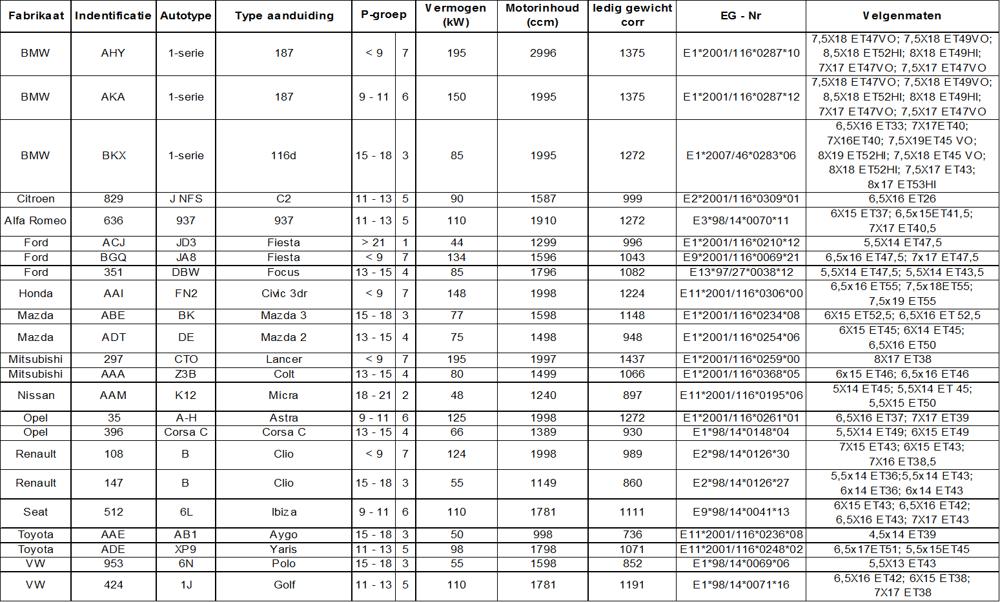 Fabrikaat Indentificatie Autotype Type aanduiding P-groep Vermogen (kW) Motorinhoud (ccm) ledig gewicht corr EG - Nr Velgenmaten
BMW AHY 1-serie 187 < 9 7 195 2996 1375 E1*2001/116*0287*10 7,5X18 ET47VO; 7,5X18 ET49VO;
8,5X18 ET52HI; 8X18 ET49HI;
7X17 ET47VO; 7,5X17 ET47VO
BMW AKA 1-serie 187 9 - 11 6 150 1995 1375 E1*2001/116*0287*12 7,5X18 ET47VO; 7,5X18 ET49VO;
8,5X18 ET52HI; 8X18 ET49HI;
7X17 ET47VO; 7,5X17 ET47VO
BMW BKX 1-serie 116d 15 - 18 3 85 1995 1272 E1*2007/46*0283*06 6,5X16 ET33; 7X17ET40;
7X16ET40; 7,5X19ET45 VO;
8X19 ET52HI; 7,5X18 ET45 VO;
8X18 ET52HI; 7,5X17 ET43;
8x17 ET53HI
Citroen 829 J NFS C2 11 - 13 5 90 1587 999 E2*2001/116*0309*01 6,5X16 ET26
Alfa Romeo 636 937 937 11 - 13 5 110 1910 1272 E3*98/14*0070*11 6X15 ET37; 6,5x15ET41,5;
7X17 ET40,5
Ford ACJ JD3 Fiesta > 21 1 44 1299 996 E1*2001/116*0210*12 5,5X14 ET47,5
Ford BGQ JA8 Fiesta < 9 7 134 1596 1043 E9*2001/116*0069*21 6,5x16 ET47,5; 7x17 ET47,5
Ford 351 DBW Focus 13 - 15 4 85 1796 1082 E13*97/27*0038*12 5,5X14 ET47,5; 5,5X14 ET43,5
Honda AAI FN2 Civic 3dr < 9 7 148 1998 1224 E11*2001/116*0306*00 6,5x16 ET55; 7,5x18ET55;
7,5x19 ET55
Mazda ABE BK Mazda 3 15 - 18 3 77 1598 1148 E1*2001/116*0234*08 6X15 ET52,5; 6,5X16 ET 52,5
Mazda ADT DE Mazda 2 13 - 15 4 75 1498 948 E1*2001/116*0254*06 6X15 ET45; 6X14 ET45;
6,5X16 ET50
Mitsubishi 297 CTO Lancer < 9 7 195 1997 1437 E1*2001/116*0259*00 8X17 ET38
Mitsubishi AAA Z3B Colt 13 - 15 4 80 1499 1066 E1*2001/116*0368*05 6x15 ET46; 6,5x16 ET46
Nissan AAM K12 Micra 18 - 21 2 48 1240 897 E11*2001/116*0195*06 5X14 ET45; 5,5X14 ET 45;
5,5X15 ET50
Opel 35 A-H Astra 9 - 11 6 125 1998 1272 E1*2001/116*0261*01 6,5X16 ET37; 7X17 ET39
Opel 396 Corsa C Corsa C 13 - 15 4 66 1389 930 E1*98/14*0148*04 5,5X14 ET49; 6X15 ET49
Renault 108 B Clio < 9 7 124 1998 989 E2*98/14*0126*30 7X15 ET43; 6X15 ET43;
7X16 ET38,5
Renault 147 B Clio 15 - 18 3 55 1149 860 E2*98/14*0126*27 5,5x14 ET36;5,5x14 ET43;
6x14 ET36; 6x14 ET43
Seat 512 6L Ibiza 9 - 11 6 110 1781 1111 E9*98/14*0041*13 6X15 ET43; 6,5X16 ET42;
6,5X16 ET43; 7X17 ET43
Toyota AAE AB1 Aygo 15 - 18 3 50 998 736 E11*2001/116*0236*08 4,5x14 ET39
Toyota ADE XP9 Yaris 11 - 13 5 98 1798 1071 E11*2001/116*0248*02 6,5x17ET51; 5,5x15ET45
VW 953 6N Polo 15 - 18 3 55 1598 852 E1*98/14*0069*06 5,5X13 ET43
VW 424 1J Golf 11 - 13 5 110 1781 1191 E1*98/14*0071*16 6,5X16 ET42; 6X15 ET38;
7X17 ET38